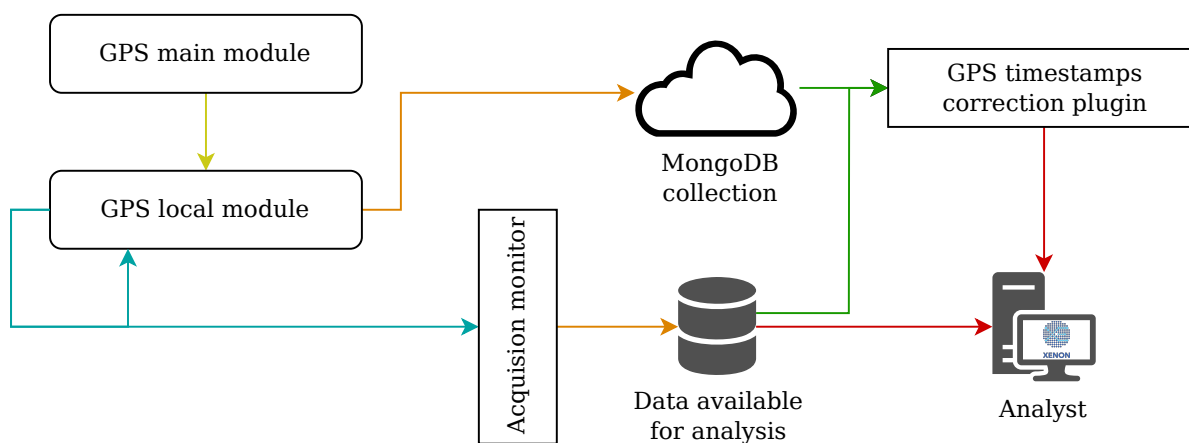 GPS main module
GPS local module
Acquision monitor
MongoDB
collection
Data available
for analysis
GPS timestamps
correction plugin
XENON
Analyst